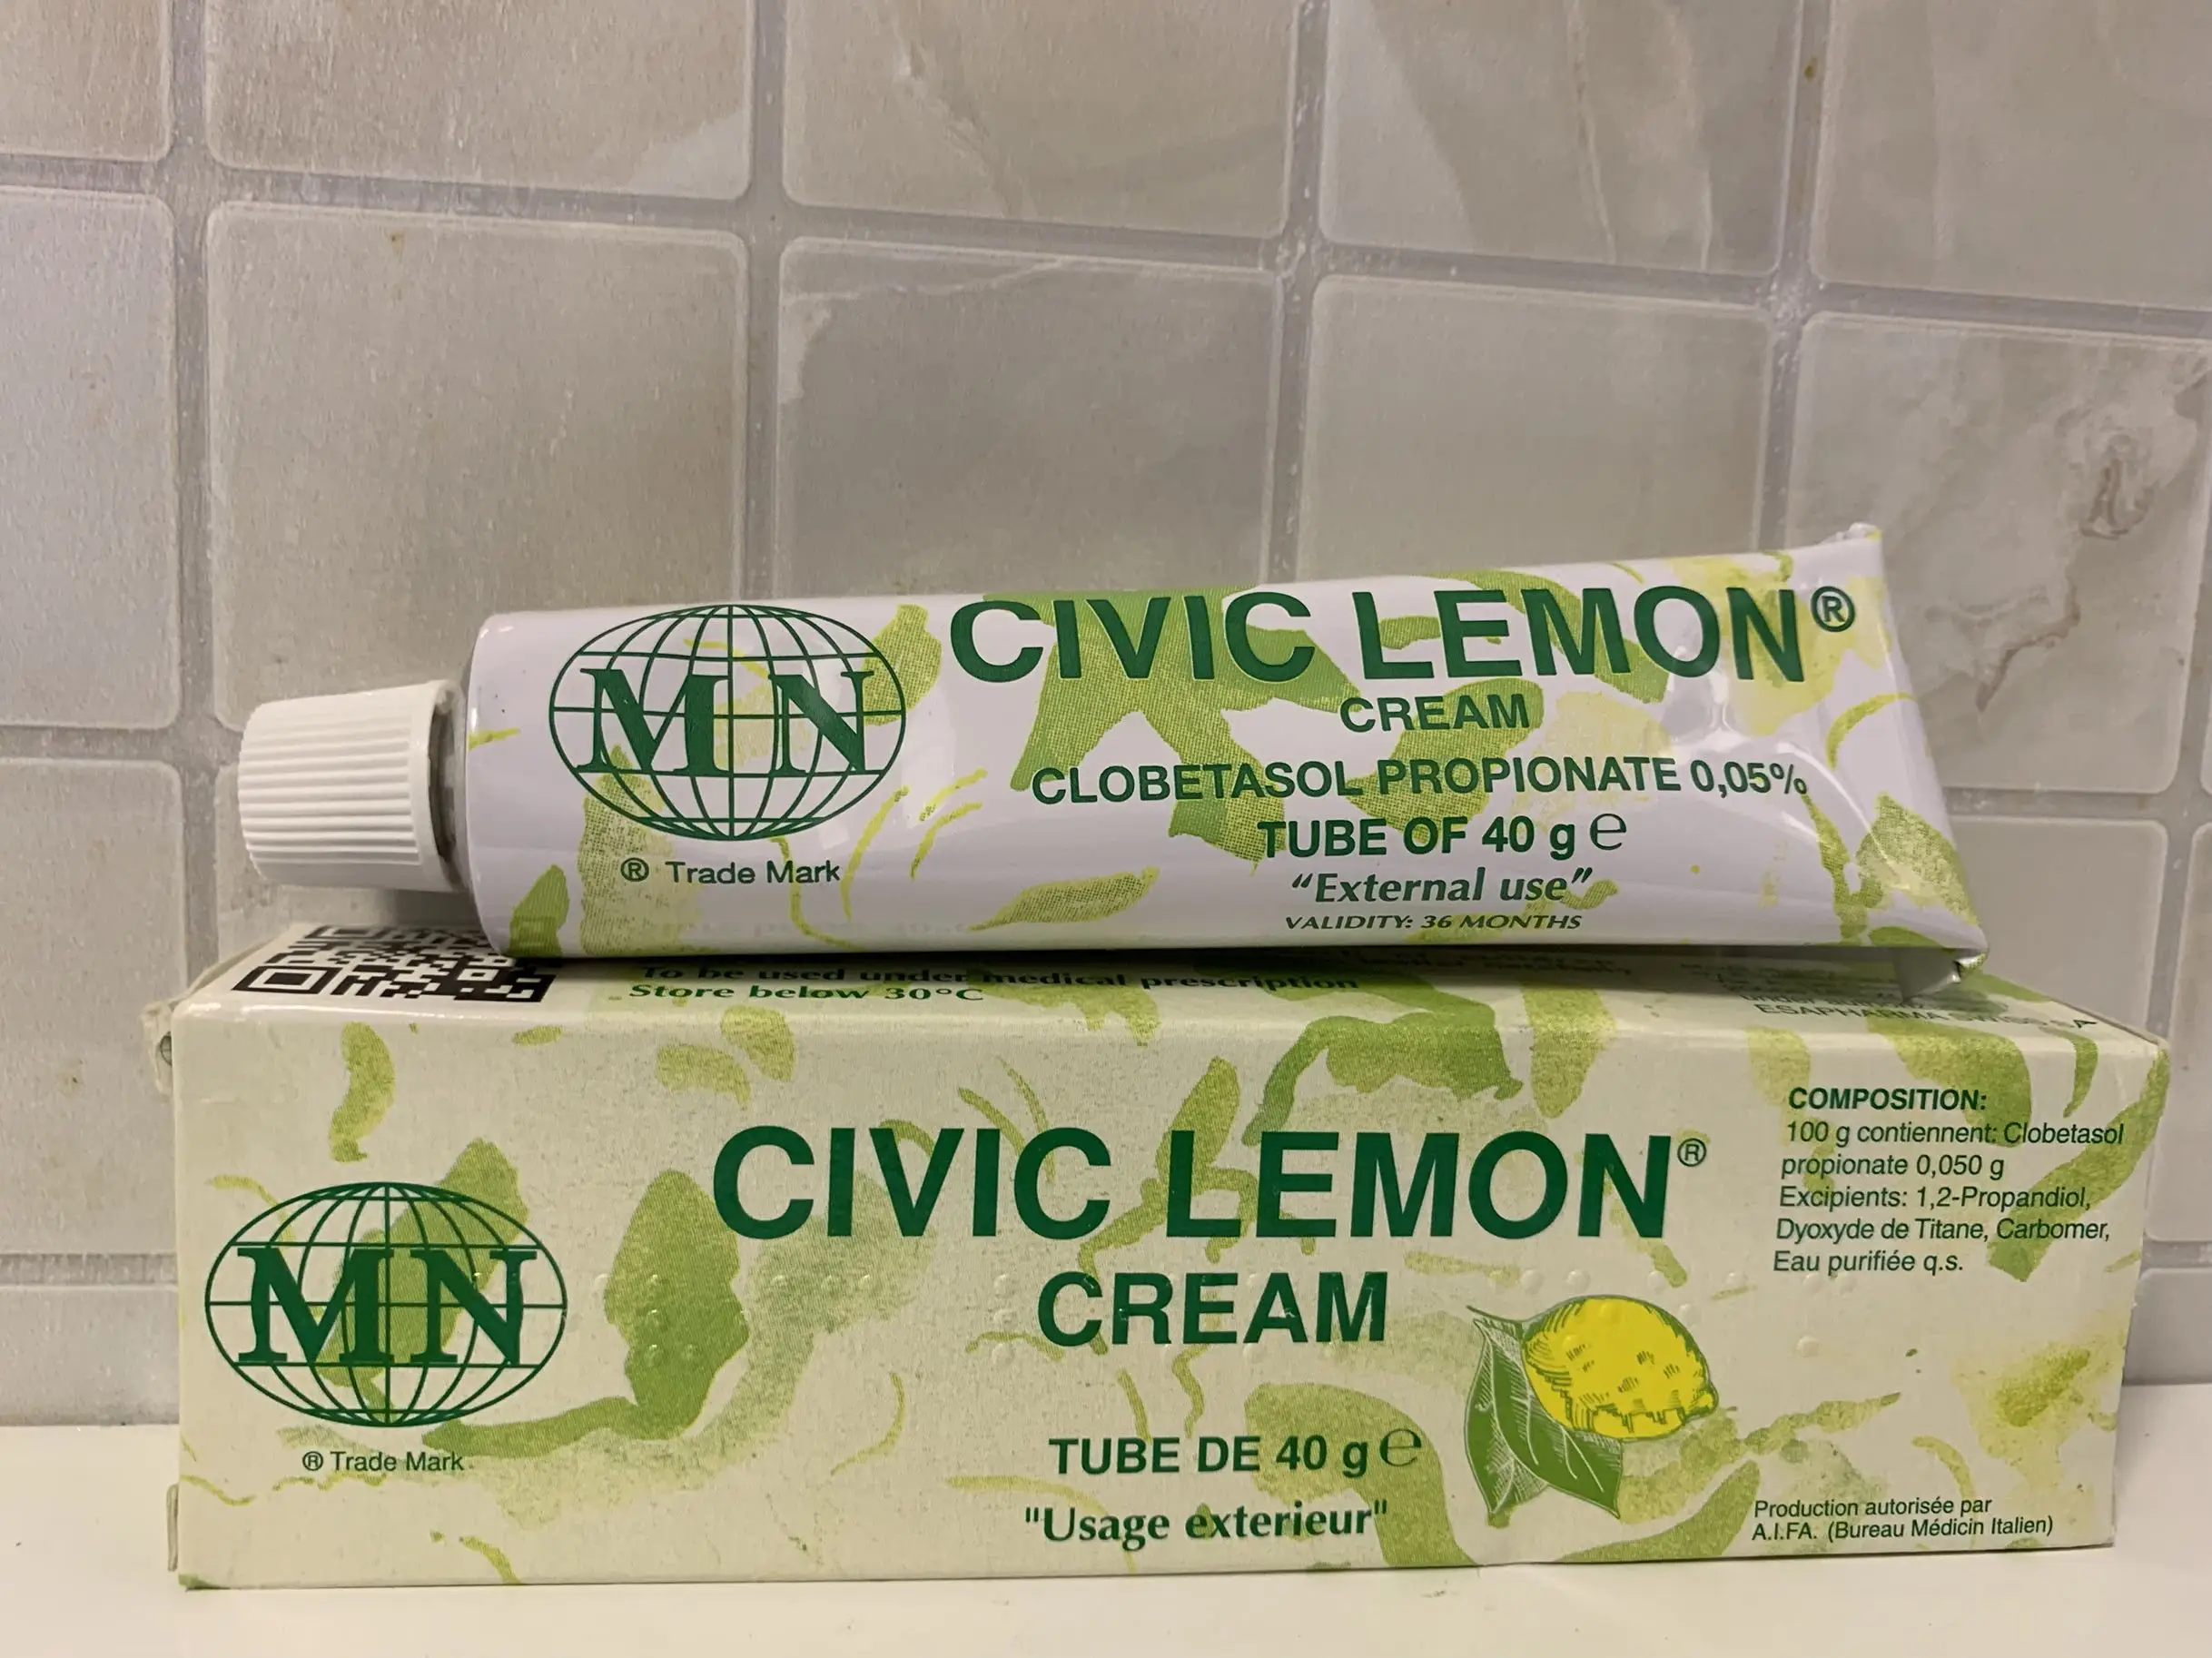 MN
® Trade Mark
CIVIC LEMON®
CREAM
CLOBETASOL PROPIONATE 0,05%
TUBE OF 40 g ℮
“External use”
VALIDITY: 36 MONTHS
To be used under medical prescription
Store below 30°C
ESAPHARMA SWISS SA
MN
® Trade Mark
CIVIC LEMON®
CREAM
TUBE DE 40 g ℮
"Usage exterieur"
COMPOSITION:
100 g contiennent: Clobetasol
propionate 0,050 g
Excipients: 1,2-Propandiol,
Dyoxyde de Titane, Carbomer,
Eau purifiée q.s.
Production autorisée par
A.I.FA. (Bureau Médicin Italien)